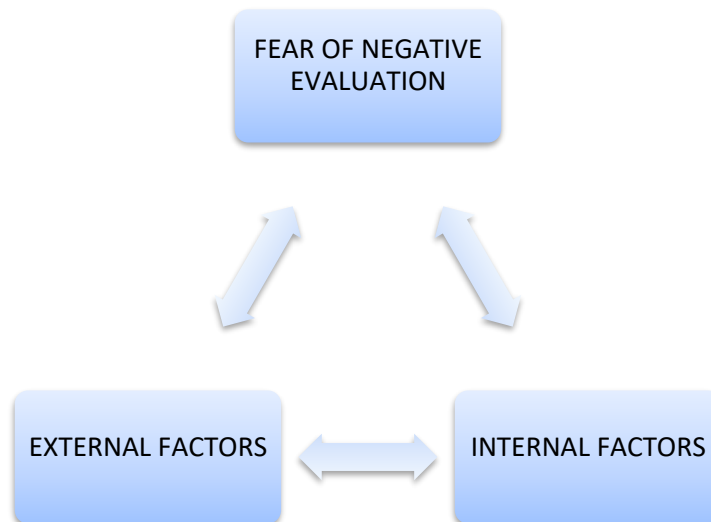 FEAR OF NEGATIVE
EVALUATION
EXTERNAL FACTORS
INTERNAL FACTORS